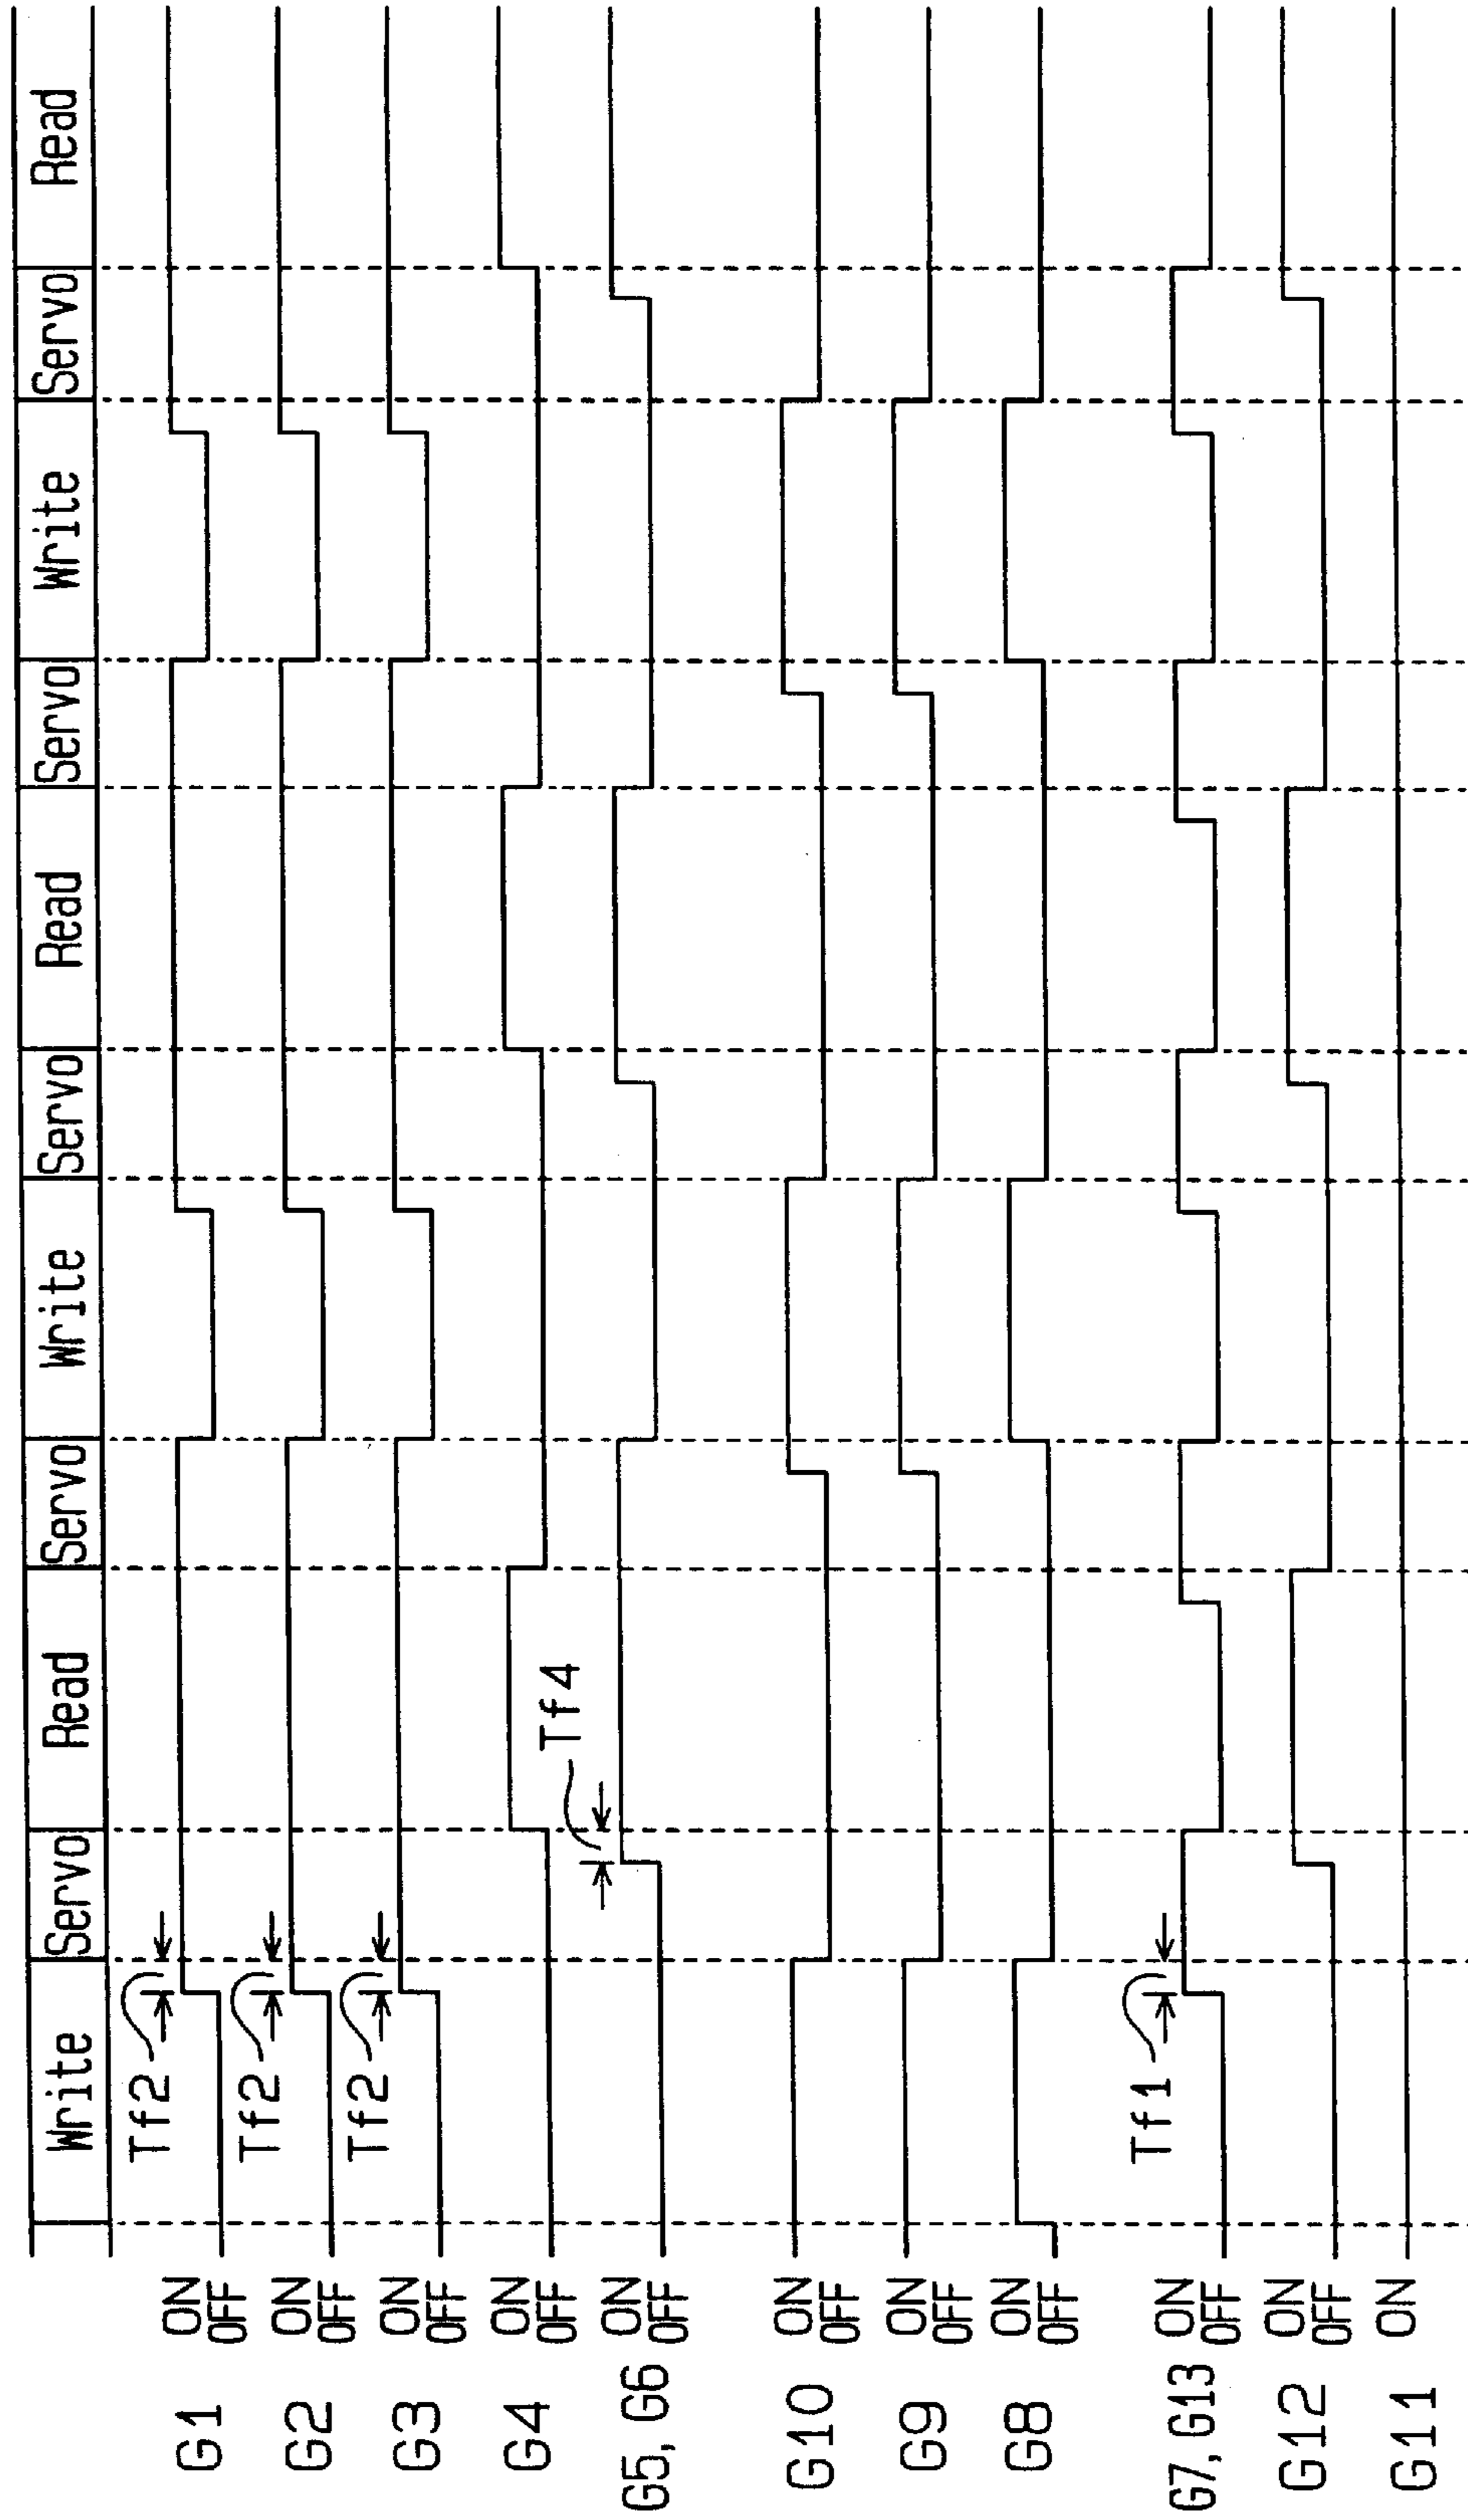 Write Servo Read Servo Write Servo Read Servo Write Servo Read
Tf2
G1 ON
OFF
Tf2
G2 ON
OFF
Tf2
G3 ON
OFF
G4 ON
OFF
Tf4
G5, G6 ON
OFF
G10 ON
OFF
G9 ON
OFF
G8 ON
OFF
Tf1
G7, G13 ON
OFF
G12 ON
OFF
G11 ON